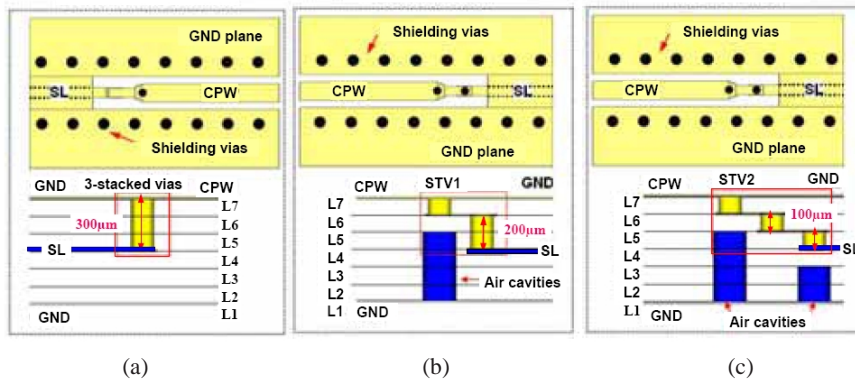 GND plane
SL
CPW
Shielding vias
GND
3-stacked vias
CPW
300μm
SL
GND
L7
L6
L5
L4
L3
L2
L1
(a)
Shielding vias
CPW
SL
GND plane
CPW
STV1
GND
L7
L6
L5
L4
L3
L2
L1
200μm
SL
Air cavities
GND
(b)
Shielding vias
CPW
SL
GND plane
CPW
STV2
GND
L7
L6
L5
L4
L3
L2
L1
100μm
SL
GND
Air cavities
(c)